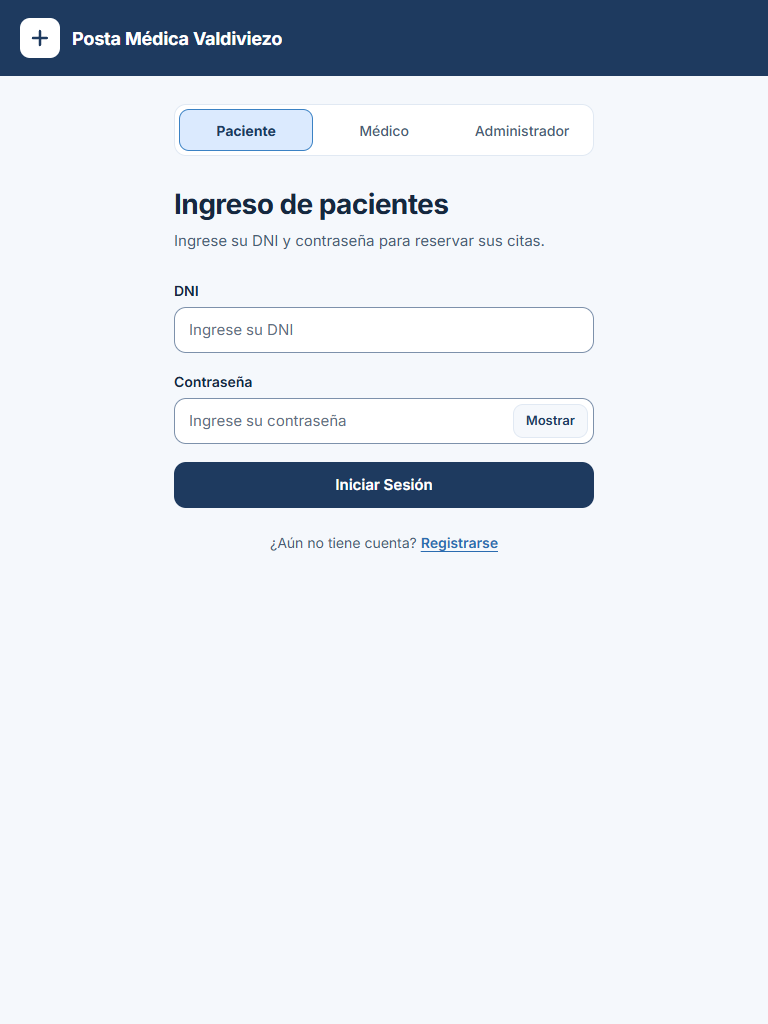 Posta Médica Valdiviezo
Paciente Médico Administrador
Ingreso de pacientes
Ingrese su DNI y contraseña para reservar sus citas.
DNI
Ingrese su DNI
Contraseña
Ingrese su contraseña Mostrar
Iniciar Sesión
¿Aún no tiene cuenta? Registrarse